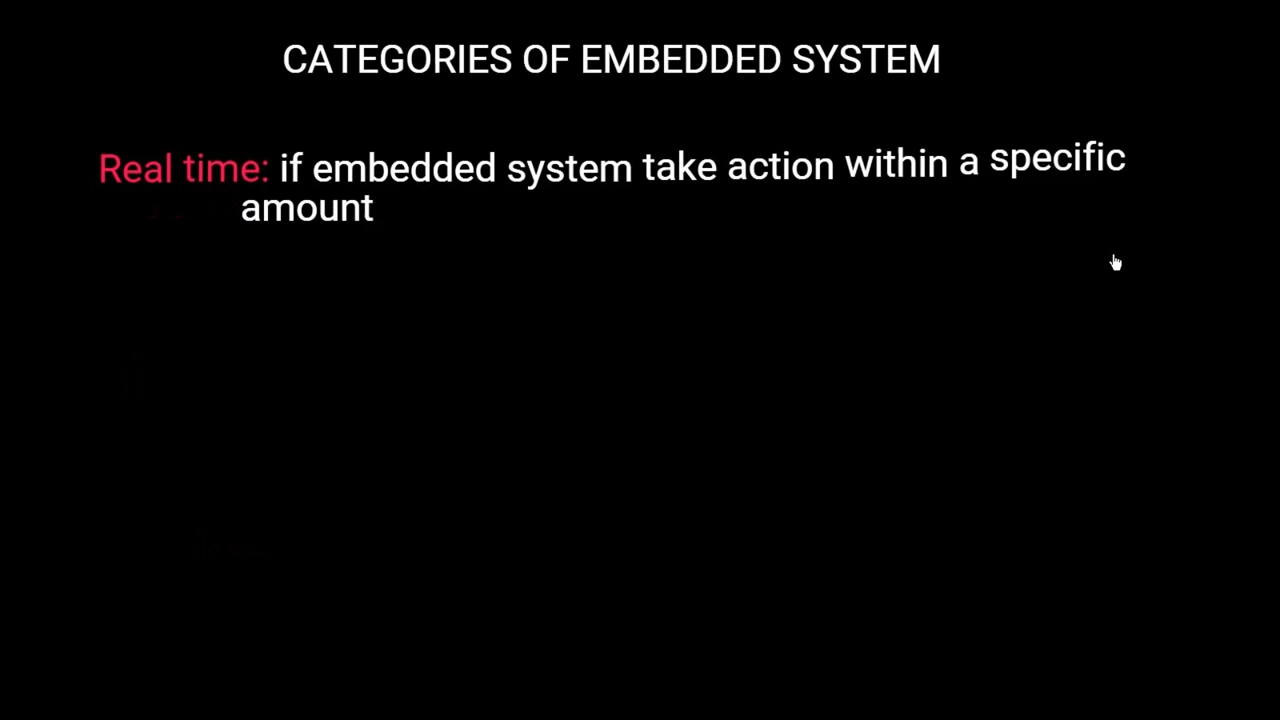 CATEGORIES OF EMBEDDED SYSTEM
Real time: if embedded system take action within a specific
amount